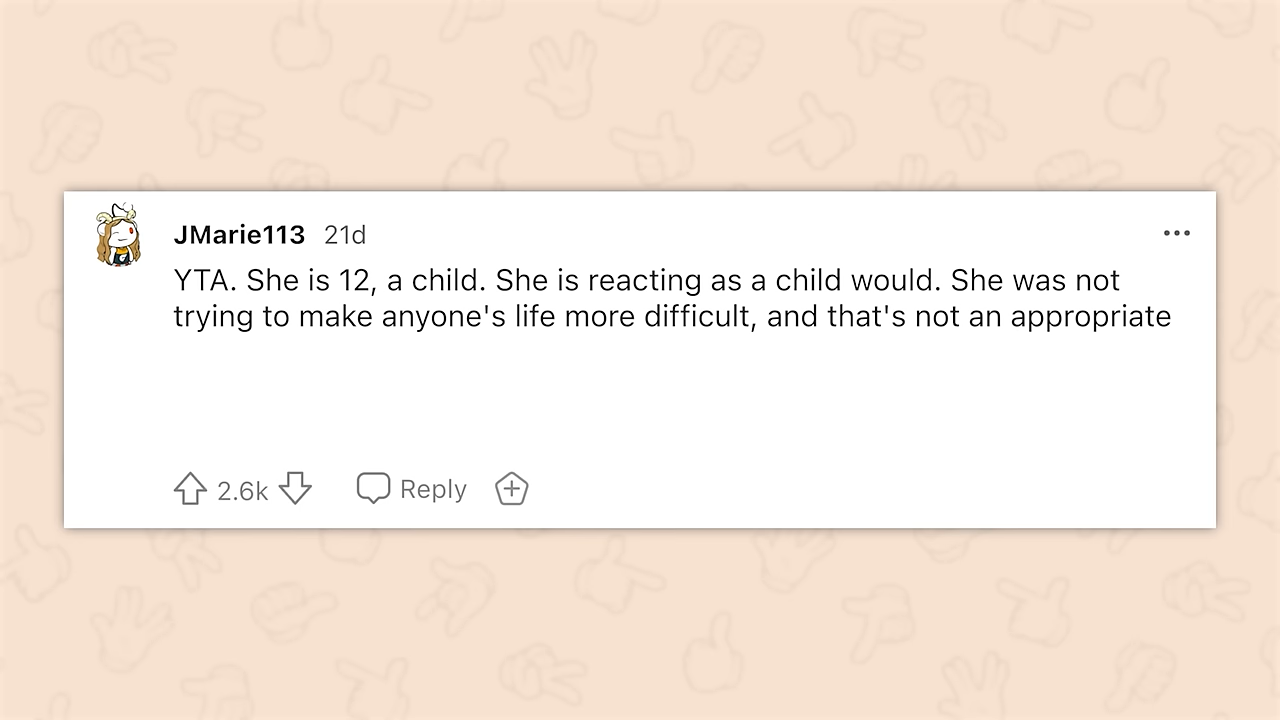 JMarie113 21d
YTA. She is 12, a child. She is reacting as a child would. She was not
trying to make anyone's life more difficult, and that's not an appropriate
2.6k Reply